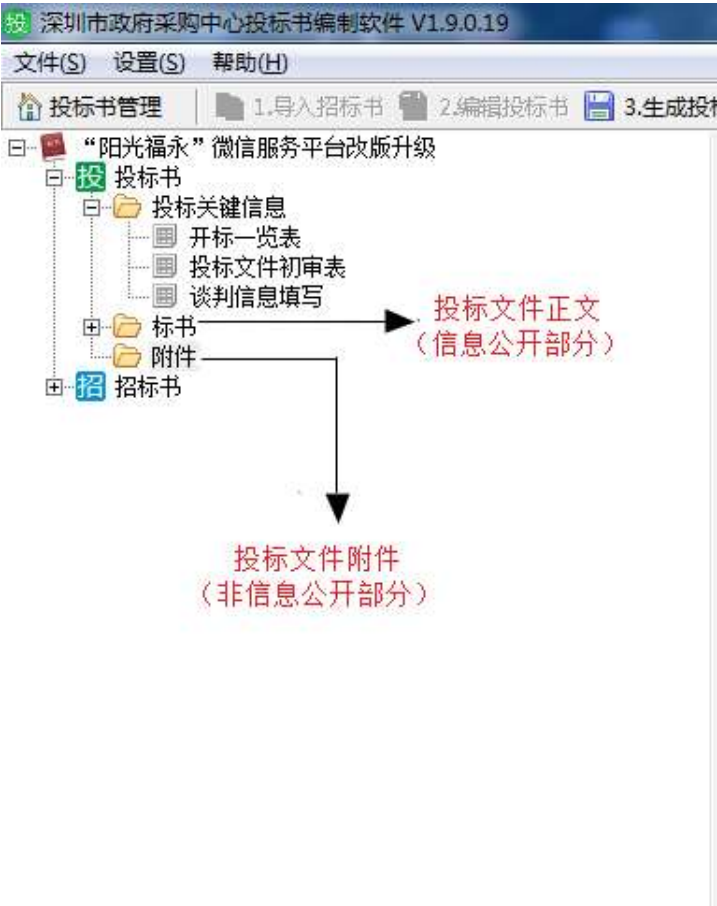 投 深圳市政府采购中心投标书编制软件 V1.9.0.19
文件(S) 设置(S) 帮助(H)
投标书管理 1.导入招标书 2.编辑投标书 3.生成投
“阳光福永”微信服务平台改版升级
投 投标书
投标关键信息
开标一览表
投标文件初审表
谈判信息填写
标书
投标文件正文
（信息公开部分）
附件
招 招标书
投标文件附件
（非信息公开部分）